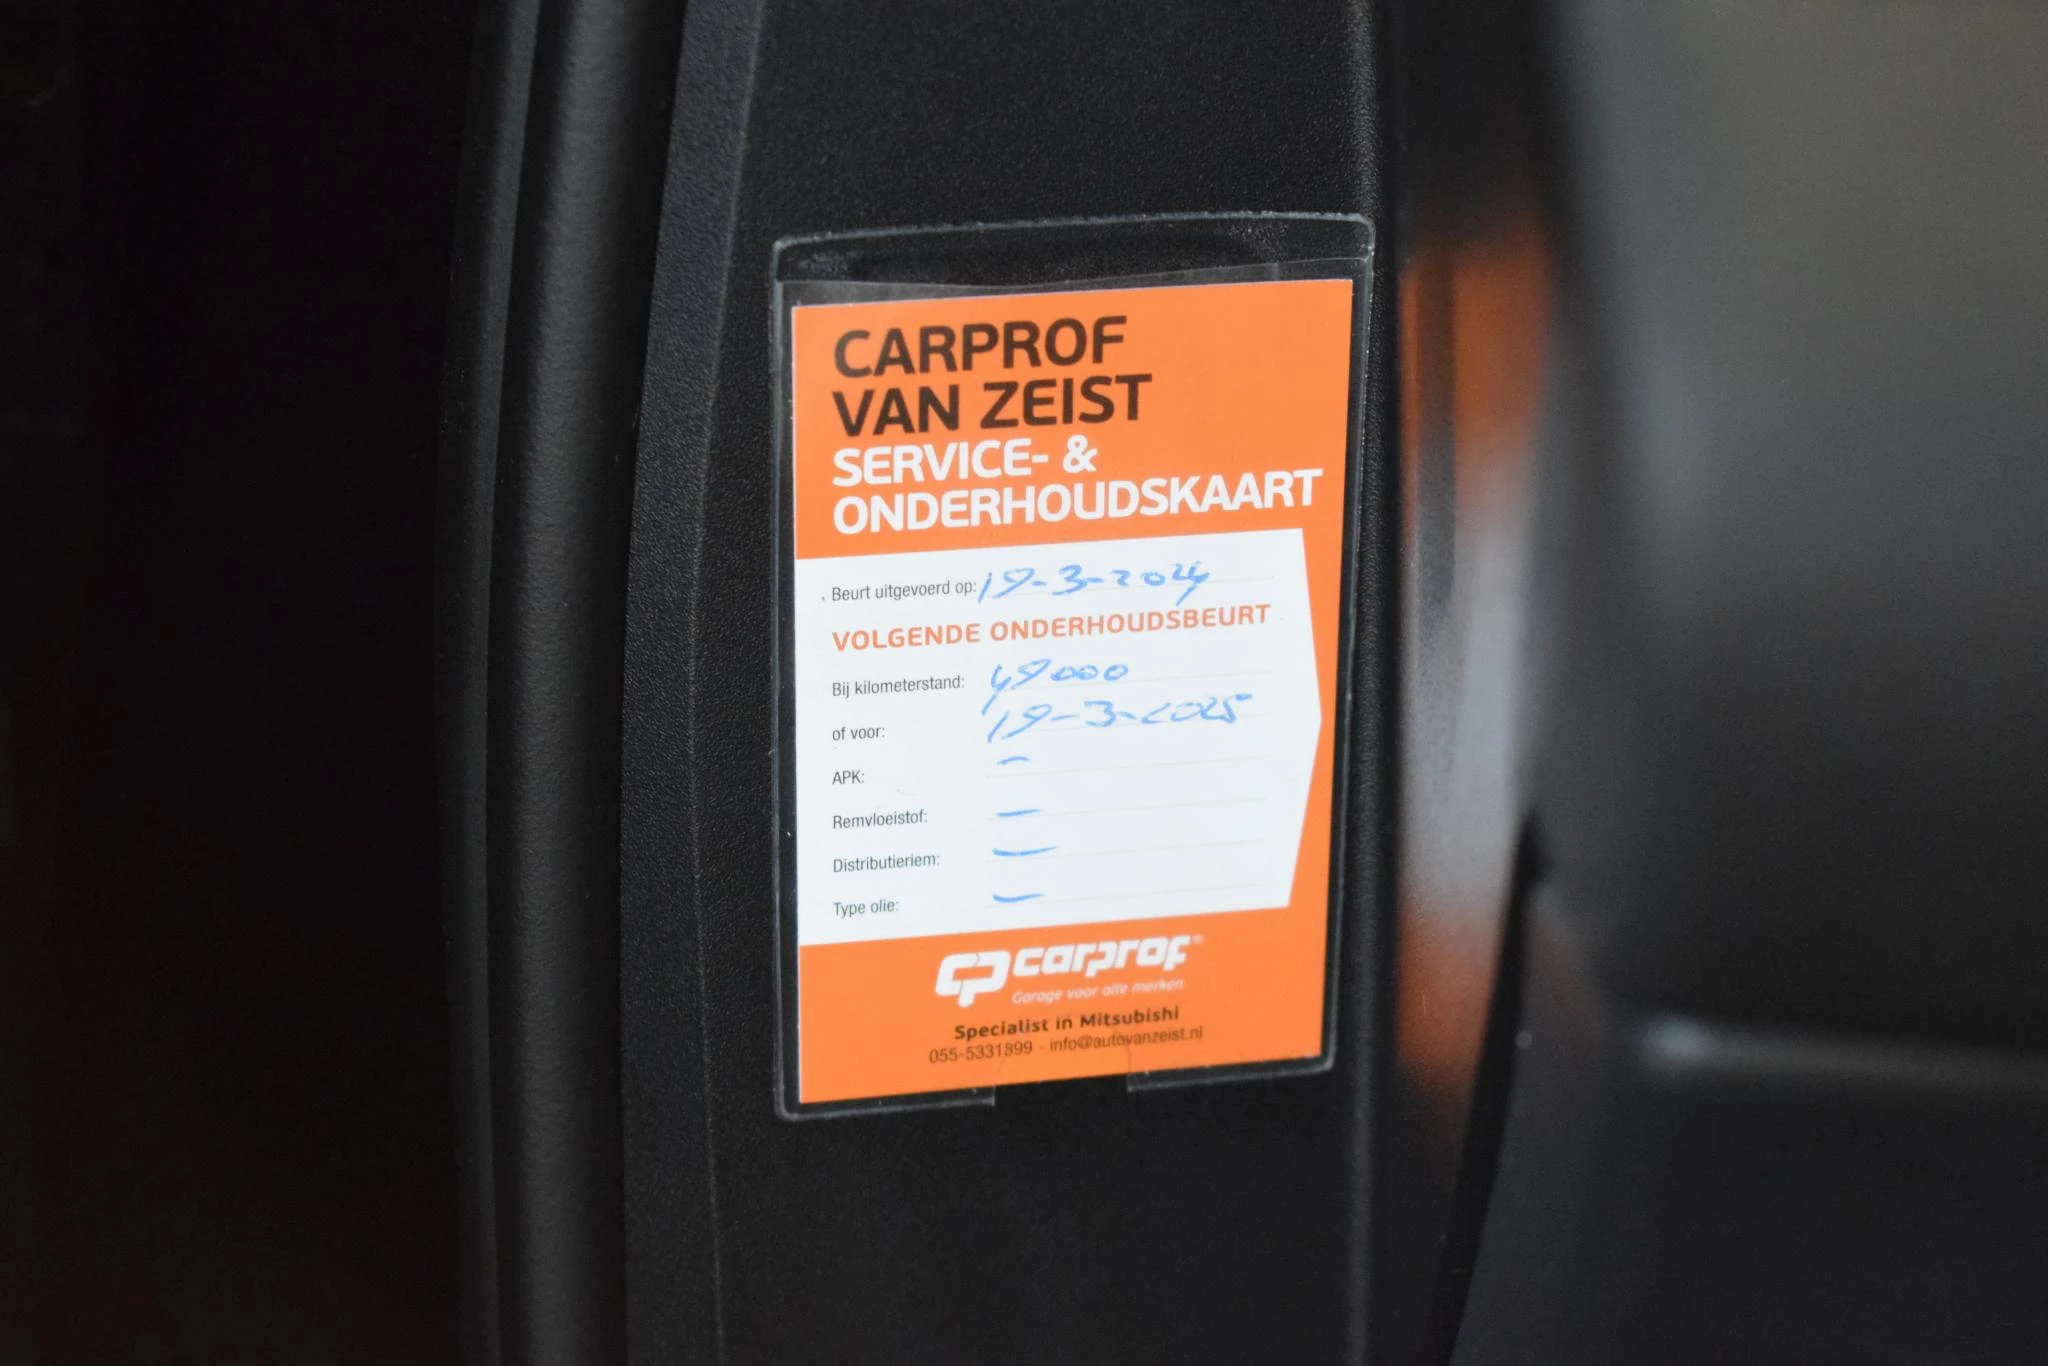 CARPROF
VAN ZEIST
SERVICE- &
ONDERHOUDSKAART
Beurt uitgevoerd op: 19-3-2024
VOLGENDE ONDERHOUDSBEURT
Bij kilometerstand: 49000
of voor: 19-3-2025
APK: –
Remvloeistof: –
Distributieriem: –
Type olie: –
CP carprof®
Garage voor alle merken
Specialist in Mitsubishi
055-5331899 - info@autovanzeist.nl